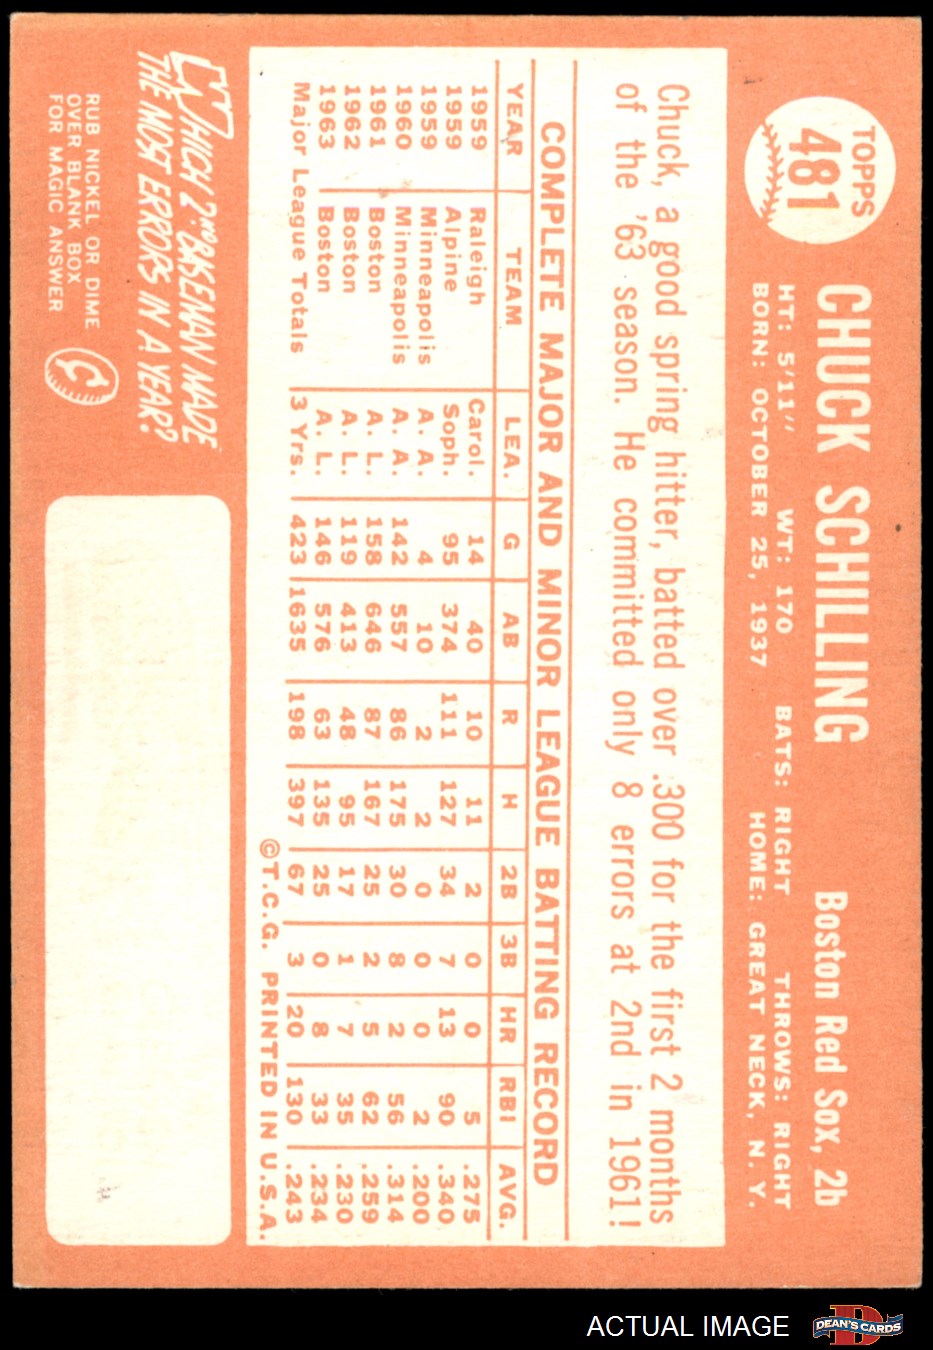 TOPPS
481
CHUCK SCHILLING Boston Red Sox, 2b
HT: 5'11" WT: 170 BATS: RIGHT THROWS: RIGHT
BORN: OCTOBER 25, 1937 HOME: GREAT NECK, N. Y.
Chuck, a good spring hitter, batted over .300 for the first 2 months
of the '63 season. He committed only 8 errors at 2nd in 1961!
COMPLETE MAJOR AND MINOR LEAGUE BATTING RECORD
YEAR TEAM LEA. G AB R H 2B 3B HR RBI AVG.
1959 Raleigh Carol. 14 40 10 11 2 0 0 5 .275
1959 Alpine Soph. 95 374 111 127 34 7 13 90 .340
1959 Minneapolis A. A. 4 10 2 2 0 0 0 2 .200
1960 Minneapolis A. A. 142 557 86 175 30 8 2 56 .314
1961 Boston A. L. 158 646 87 167 25 2 5 62 .259
1962 Boston A. L. 119 413 48 95 17 1 7 35 .230
1963 Boston A. L. 146 576 63 135 25 0 8 33 .234
Major League Totals 3 Yrs. 423 1635 198 397 67 3 20 130 .243
©T.C.G. PRINTED IN U.S.A.
WHICH 2ND BASEMAN MADE
THE MOST ERRORS IN A YEAR?
RUB NICKEL OR DIME
OVER BLANK BOX
FOR MAGIC ANSWER
ACTUAL IMAGE
D
DEAN'S CARDS